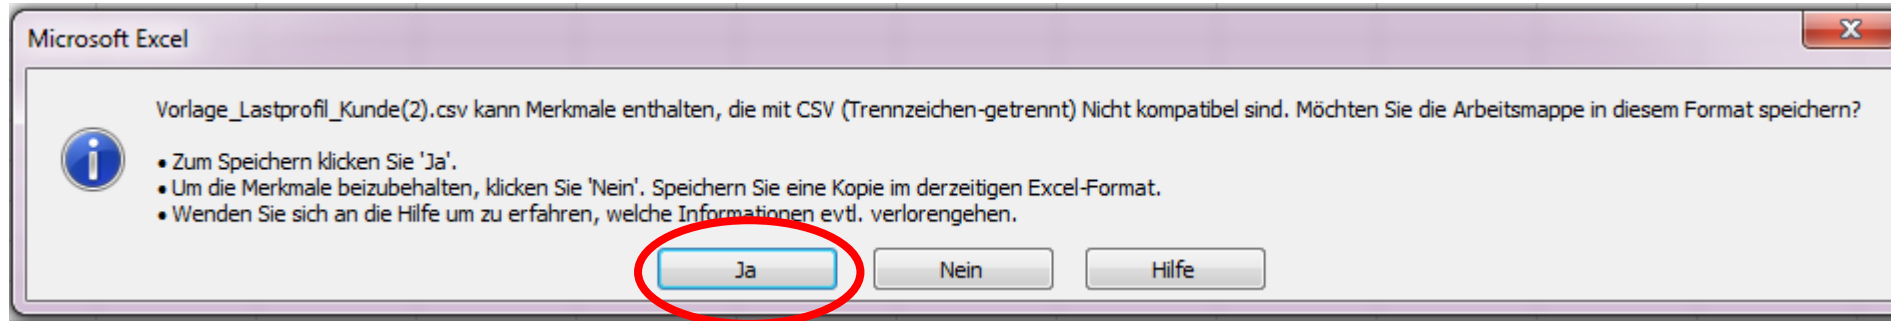 Microsoft Excel
Vorlage_Lastprofil_Kunde(2).csv kann Merkmale enthalten, die mit CSV (Trennzeichen-getrennt) Nicht kompatibel sind. Möchten Sie die Arbeitsmappe in diesem Format speichern?
• Zum Speichern klicken Sie 'Ja'.
• Um die Merkmale beizubehalten, klicken Sie 'Nein'. Speichern Sie eine Kopie im derzeitigen Excel-Format.
• Wenden Sie sich an die Hilfe um zu erfahren, welche Informationen evtl. verlorengehen.
Ja Nein Hilfe